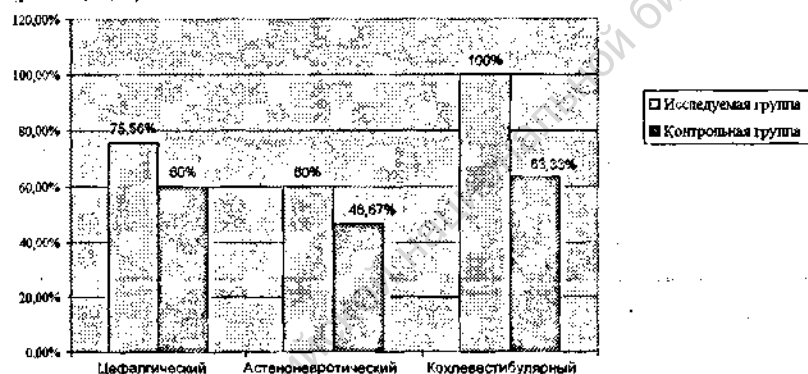 120,00%
100,00%
80,00%
60,00%
40,00%
20,00%
0,00%
75,56%
60%
60%
46,67%
100%
63,33%
Цефалгический
Астеноневротический
Кохлевестибулярный
Исследуемая группа
Контрольная группа